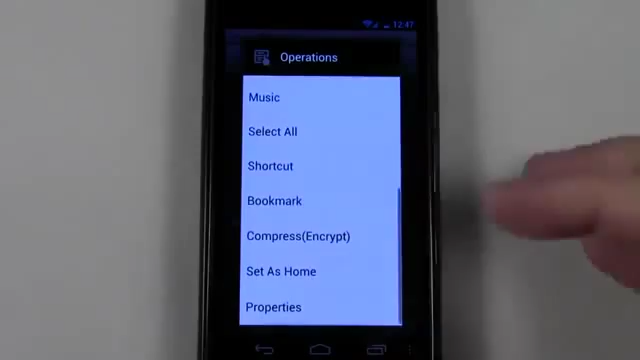 12:47
Operations
Music
Select All
Shortcut
Bookmark
Compress(Encrypt)
Set As Home
Properties